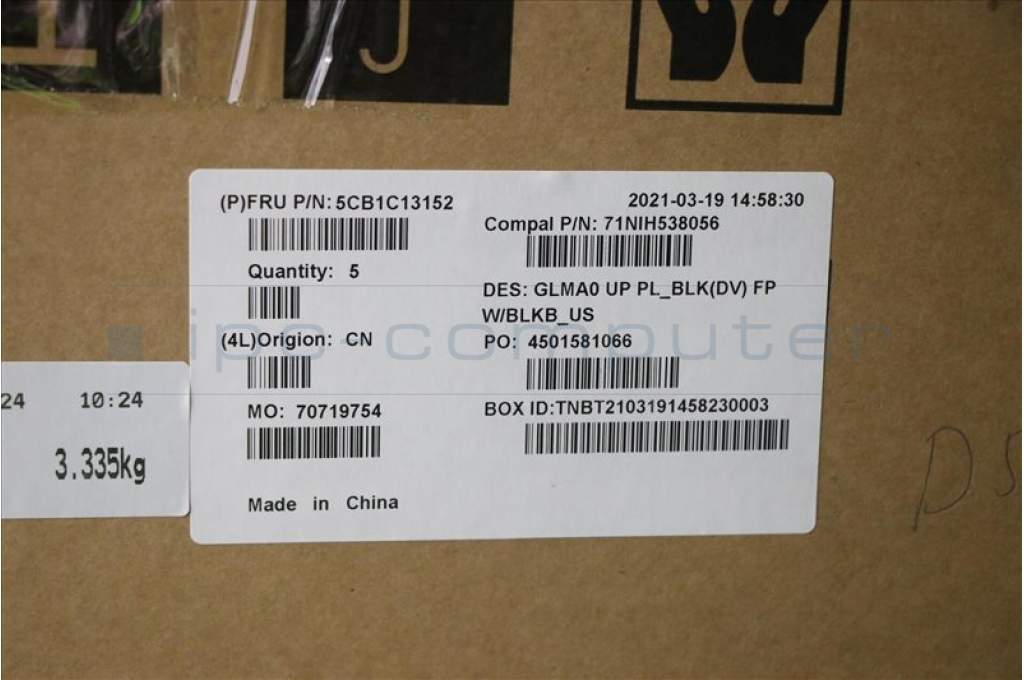 (P)FRU P/N: 5CB1C13152
2021-03-19 14:58:30
Compal P/N: 71NIH538056
Quantity: 5
DES: GLMA0 UP PL_BLK(DV) FP
W/BLKB_US
(4L)Origion: CN
PO: 4501581066
ipc-computer
MO: 70719754
BOX ID:TNBT2103191458230003
Made in China
24 10:24
3.335kg
D5